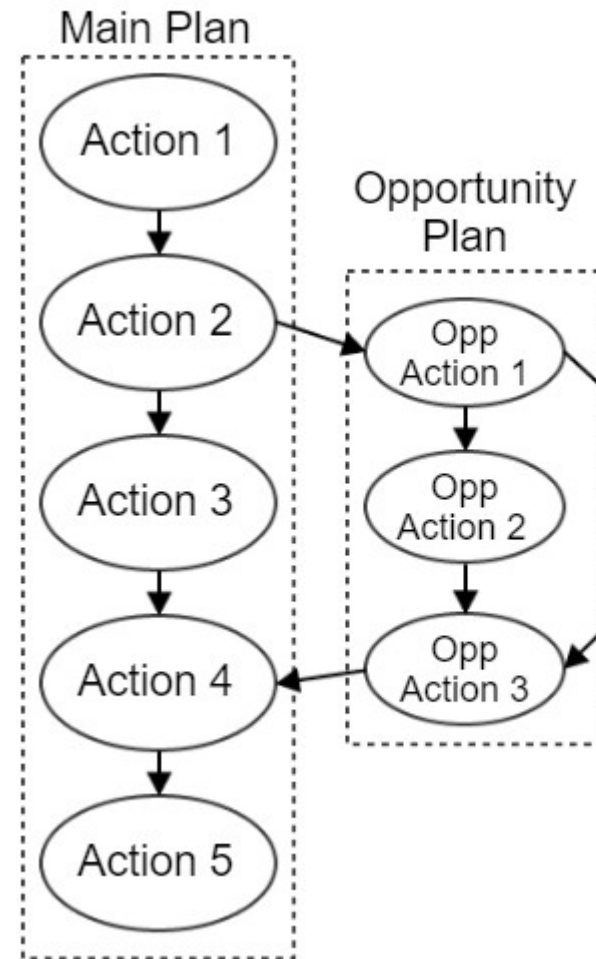 Main Plan
Action 1
Action 2
Action 3
Action 4
Action 5
Opportunity
Plan
Opp
Action 1
Opp
Action 2
Opp
Action 3